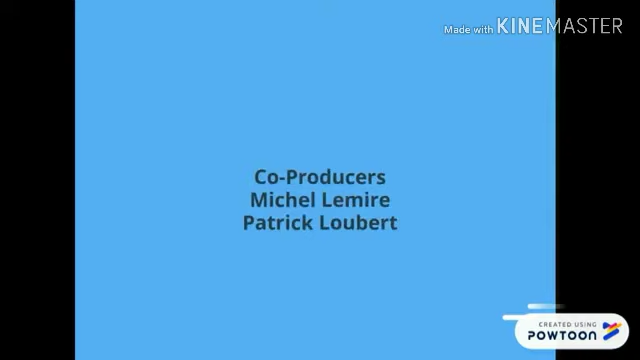 Made with KINEMASTER
Co-Producers
Michel Lemire
Patrick Loubert
CREATED USING
POWTOON